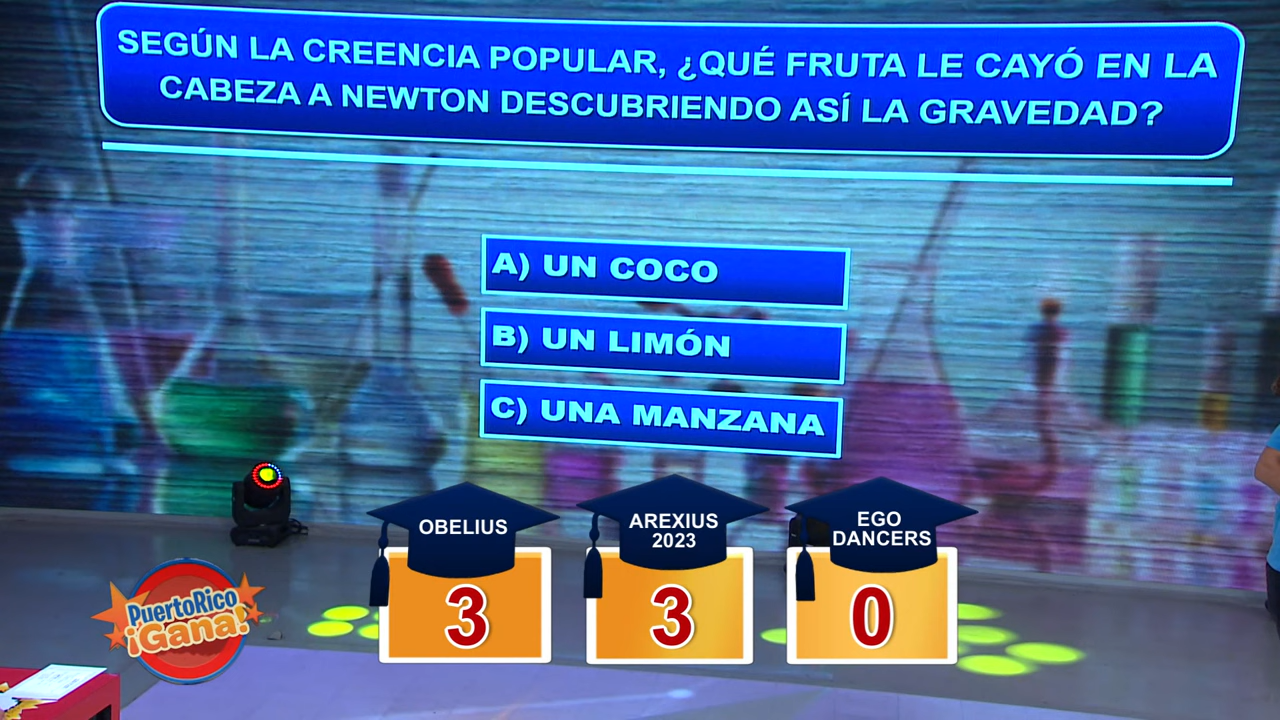 SEGÚN LA CREENCIA POPULAR, ¿QUÉ FRUTA LE CAYÓ EN LA
CABEZA A NEWTON DESCUBRIENDO ASÍ LA GRAVEDAD?
A) UN COCO
B) UN LIMÓN
C) UNA MANZANA
OBELIUS
3
AREXIUS
2023
3
EGO
DANCERS
0
PuertoRico
¡Gana!